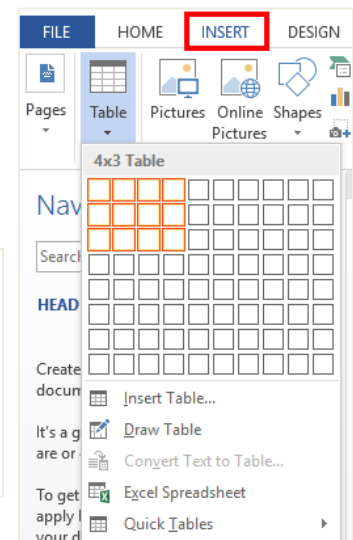 FILE HOME INSERT DESIGN
Pages Table Pictures Online Pictures Shapes
4x3 Table
Nav
Search
HEAD
Create
docum
It's a g
are or
To get
apply
your d
Insert Table...
Draw Table
Convert Text to Table...
Excel Spreadsheet
Quick Tables